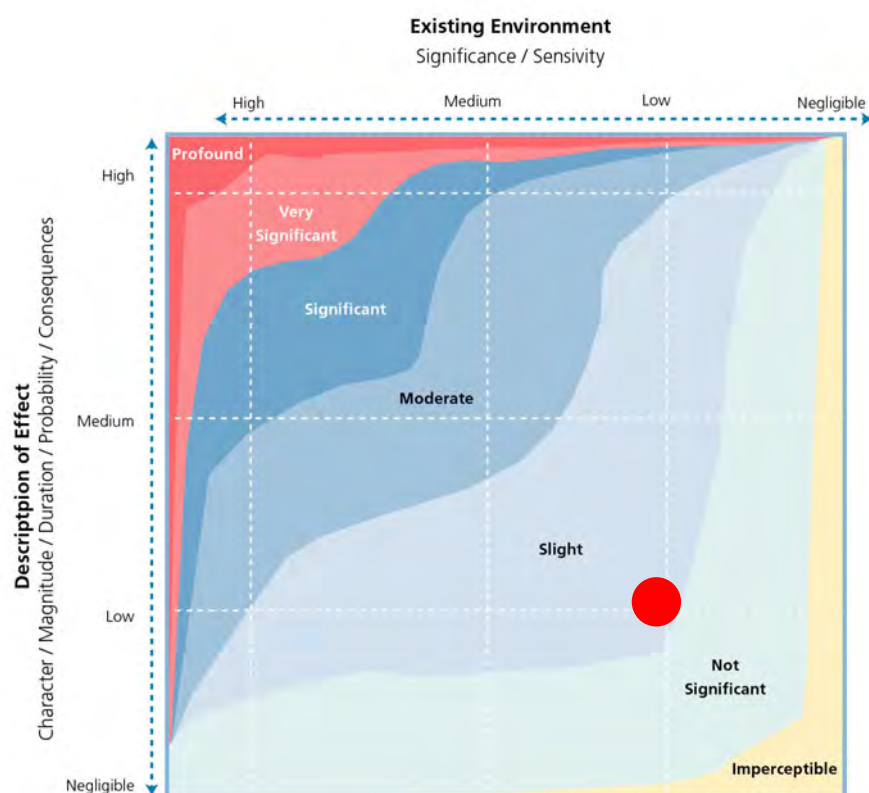 Existing Environment
Significance / Sensivity
High
Medium
Low
Negligible
Descriptpion of Effect
Character / Magnitude / Duration / Probability / Consequences
High
Medium
Low
Negligible
Profound
Very
Significant
Significant
Moderate
Slight
Not
Significant
Imperceptible